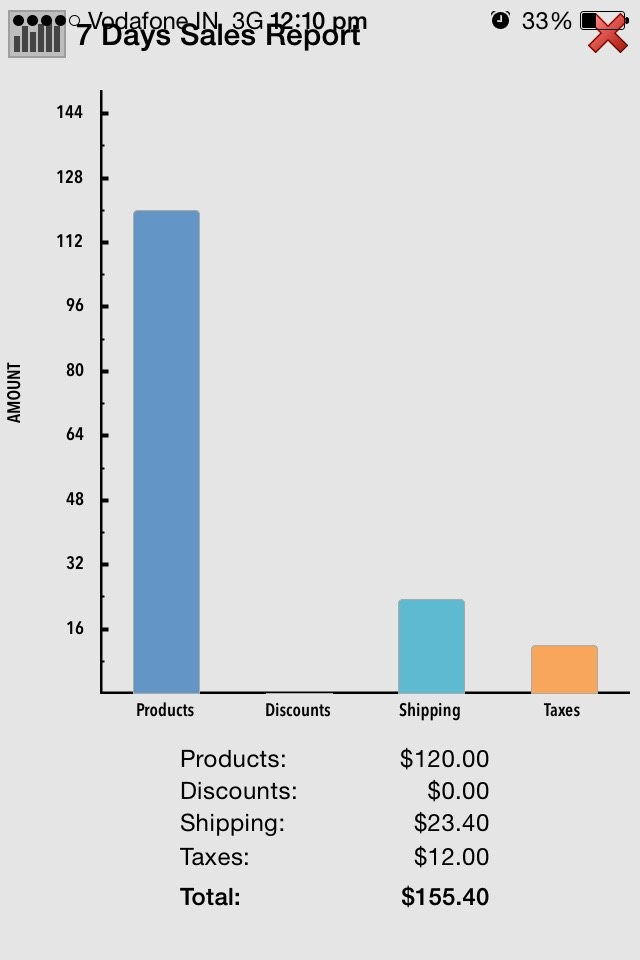 Vodafone IN 3G 12:10 pm 33%
7 Days Sales Report
144
128
112
96
80
64
48
32
16
AMOUNT
Products Discounts Shipping Taxes
Products: $120.00
Discounts: $0.00
Shipping: $23.40
Taxes: $12.00
Total: $155.40